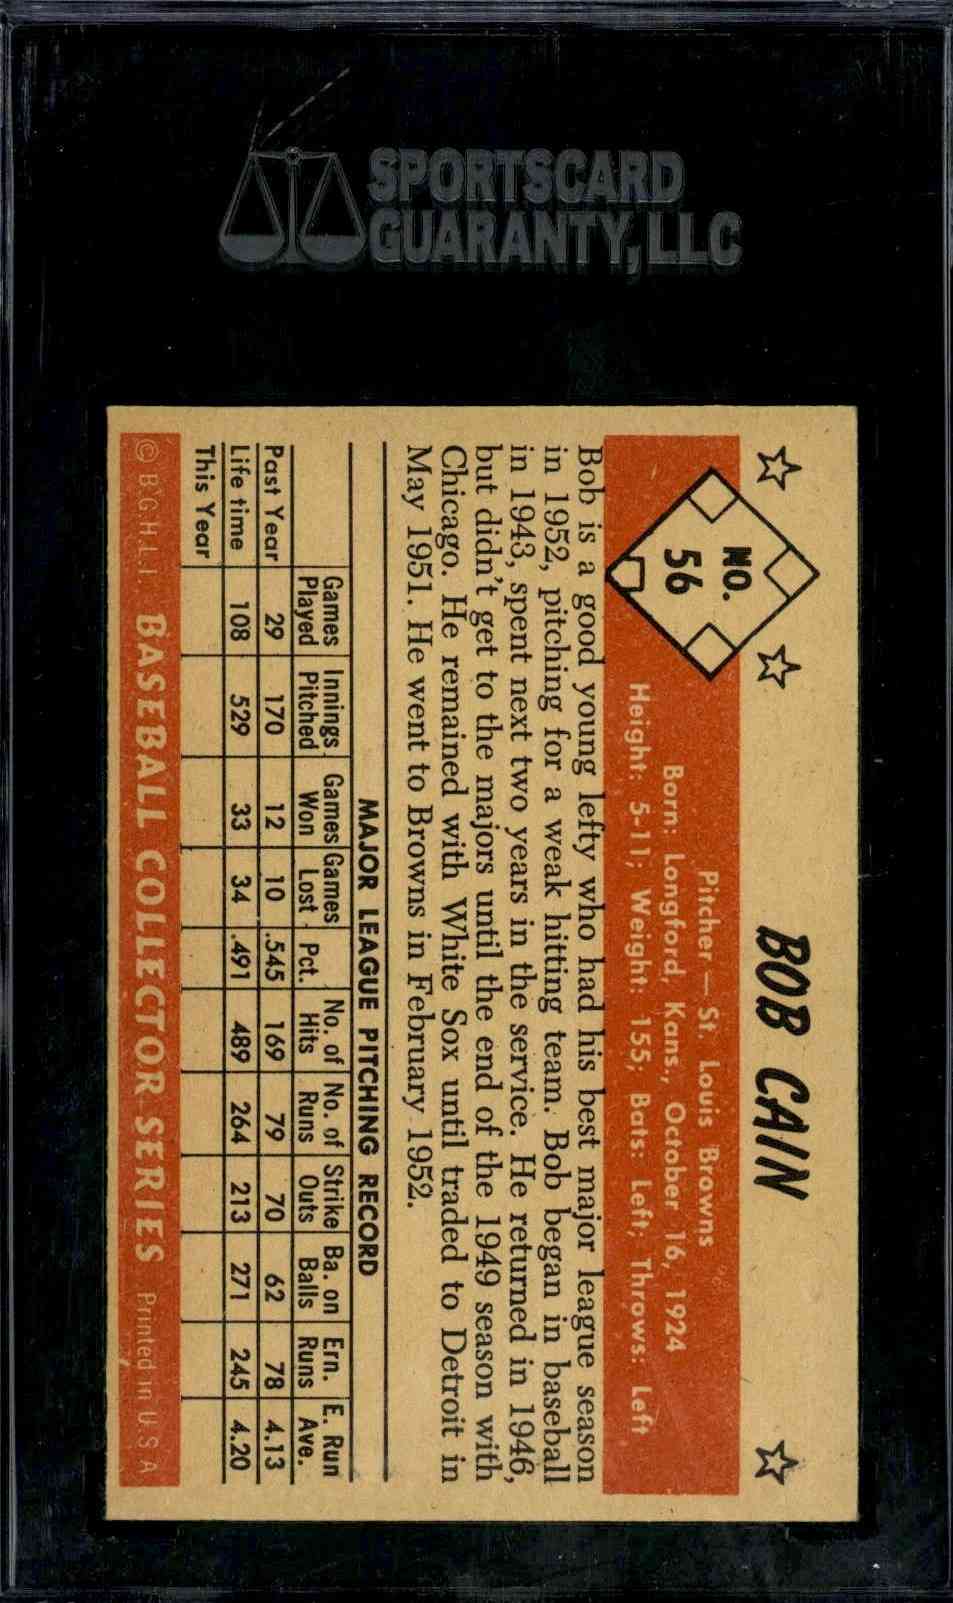 SPORTSCARD
GUARANTY, LLC
BOB CAIN
NO.
56
Pitcher — St. Louis Browns
Born: Longford, Kans., October 16, 1924
Height: 5-11; Weight: 155; Bats: Left; Throws: Left
Bob is a good young lefty who had his best major league season
in 1952, pitching for a weak hitting team. Bob began in baseball
in 1943, spent next two years in the service. He returned in 1946,
but didn't get to the majors until the end of the 1949 season with
Chicago. He remained with White Sox until traded to Detroit in
May 1951. He went to Browns in February 1952.
MAJOR LEAGUE PITCHING RECORD
Games Innings Games Games No. of No. of Strike Ba. on Ern. E. Run
Played Pitched Won Lost Pct. Hits Runs Outs Balls Runs Ave.
Past Year 29 170 12 10 .545 169 79 70 62 78 4.13
Life time 108 529 33 34 .491 489 264 213 271 245 4.20
This Year
© B.G.H.L.I. BASEBALL COLLECTOR SERIES Printed in U.S.A